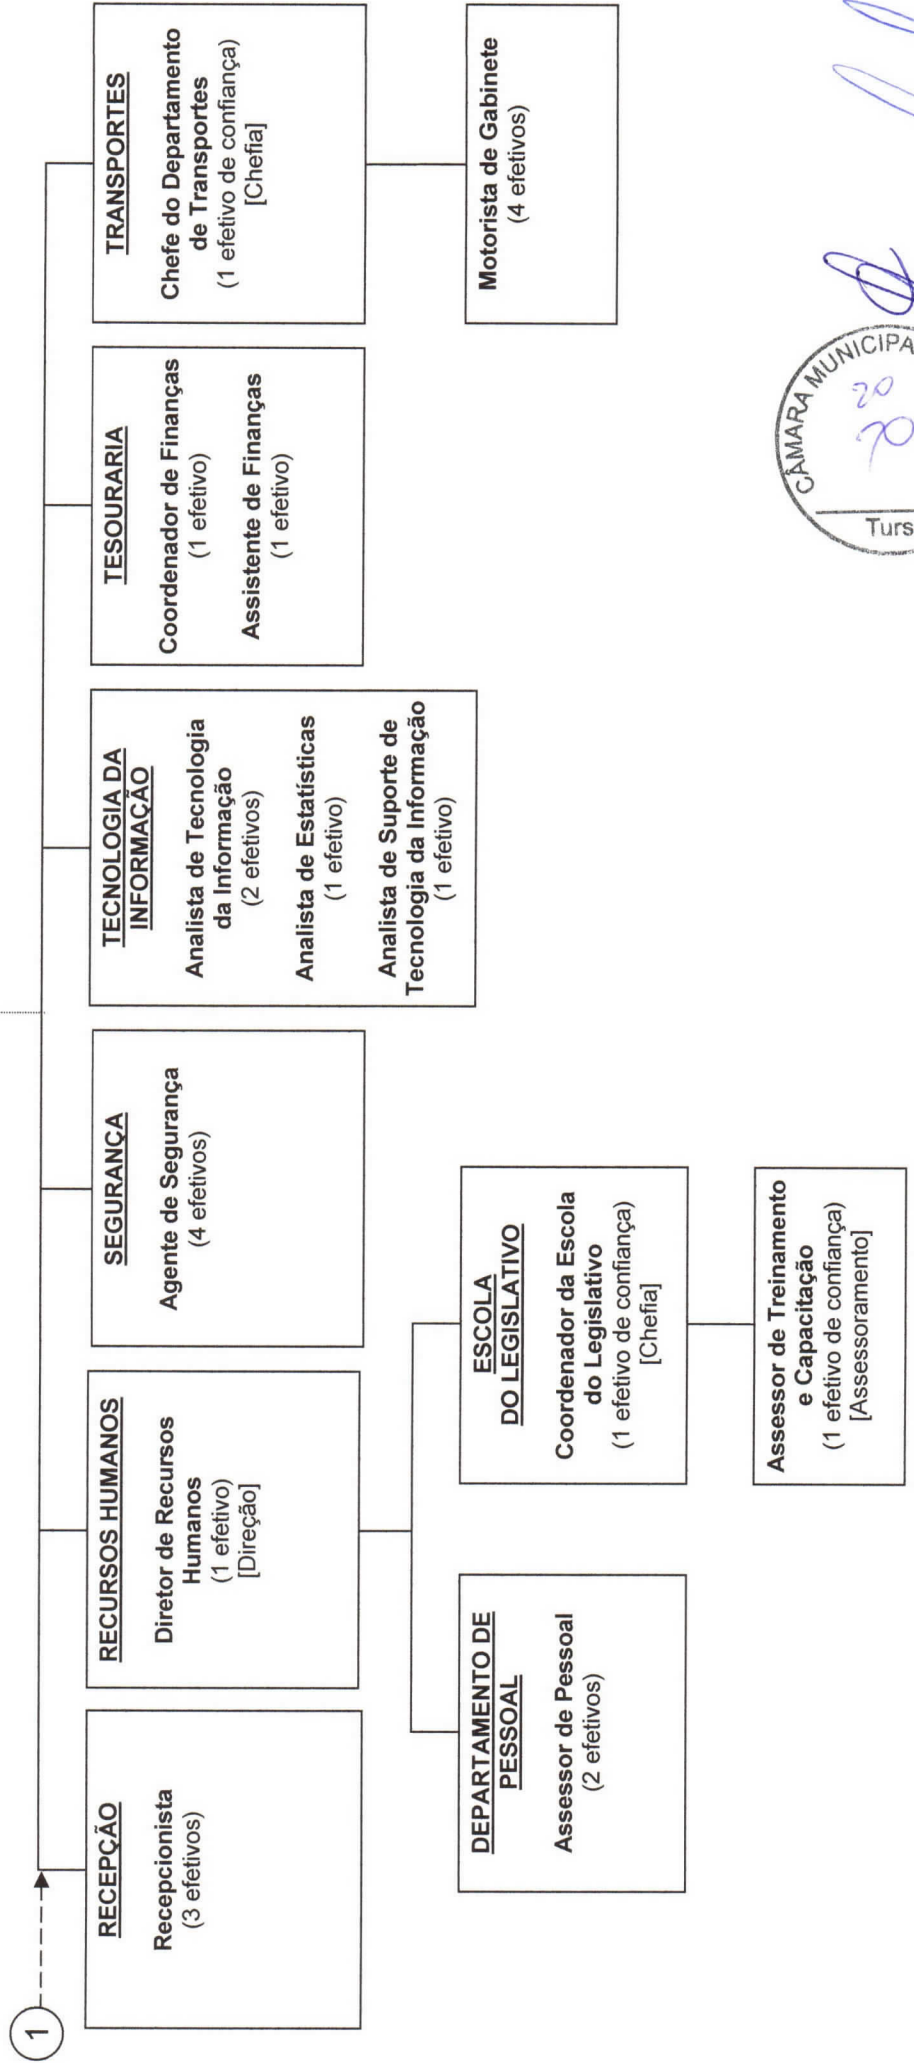 1
RECEPÇÃO
Recepcionista
(3 efetivos)
RECURSOS HUMANOS
Diretor de Recursos
Humanos
(1 efetivo)
[Direção]
SEGURANÇA
Agente de Segurança
(4 efetivos)
TECNOLOGIA DA
INFORMAÇÃO
Analista de Tecnologia
da Informação
(2 efetivos)
Analista de Estatísticas
(1 efetivo)
Analista de Suporte de
Tecnologia da Informação
(1 efetivo)
TESOURARIA
Coordenador de Finanças
(1 efetivo)
Assistente de Finanças
(1 efetivo)
TRANSPORTES
Chefe do Departamento
de Transportes
(1 efetivo de confiança)
[Chefia]
DEPARTAMENTO DE
PESSOAL
Assessor de Pessoal
(2 efetivos)
ESCOLA
DO LEGISLATIVO
Coordenador da Escola
do Legislativo
(1 efetivo de confiança)
[Chefia]
Motorista de Gabinete
(4 efetivos)
Assessor de Treinamento
e Capacitação
(1 efetivo de confiança)
[Assessoramento]
CÂMARA MUNICIPA
20
Turs